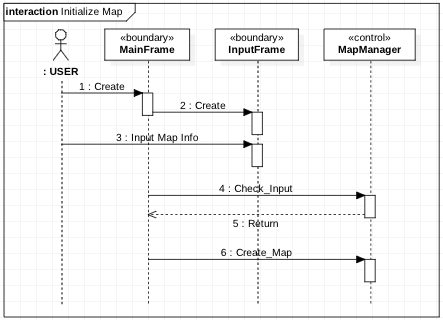 interaction Initialize Map
«boundary»
MainFrame
«boundary»
InputFrame
«control»
MapManager
: USER
1 : Create
2 : Create
3 : Input Map Info
4 : Check_Input
5 : Return
6 : Create_Map